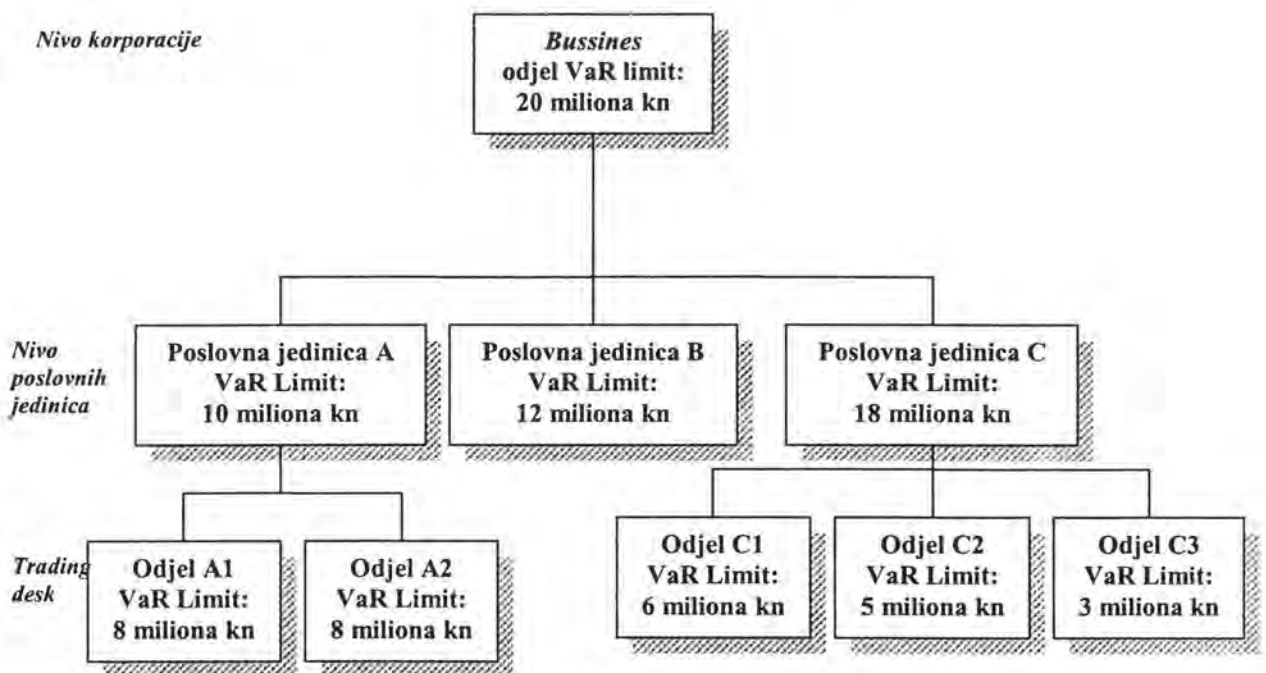 Nivo korporacije
Bussines
odjel VaR limit:
20 miliona kn
Nivo
poslovnih
jedinica
Poslovna jedinica A
VaR Limit:
10 miliona kn
Poslovna jedinica B
VaR Limit:
12 miliona kn
Poslovna jedinica C
VaR Limit:
18 miliona kn
Trading
desk
Odjel A1
VaR Limit:
8 miliona kn
Odjel A2
VaR Limit:
8 miliona kn
Odjel C1
VaR Limit:
6 miliona kn
Odjel C2
VaR Limit:
5 miliona kn
Odjel C3
VaR Limit:
3 miliona kn